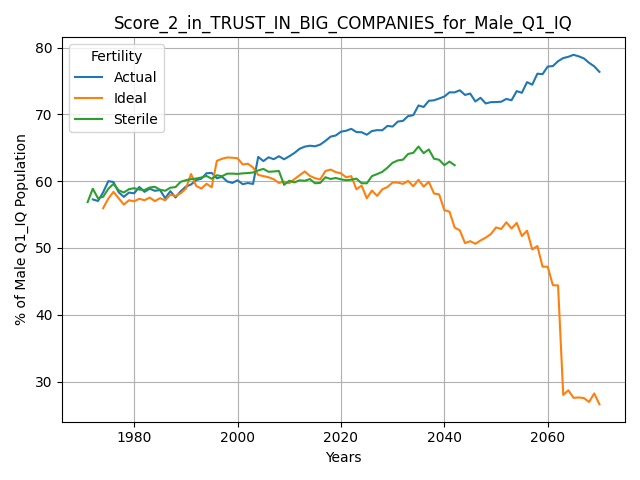 Score_2_in_TRUST_IN_BIG_COMPANIES_for_Male_Q1_IQ
Fertility
Actual
Ideal
Sterile
% of Male Q1_IQ Population
80
70
60
50
40
30
1980
2000
2020
2040
2060
Years